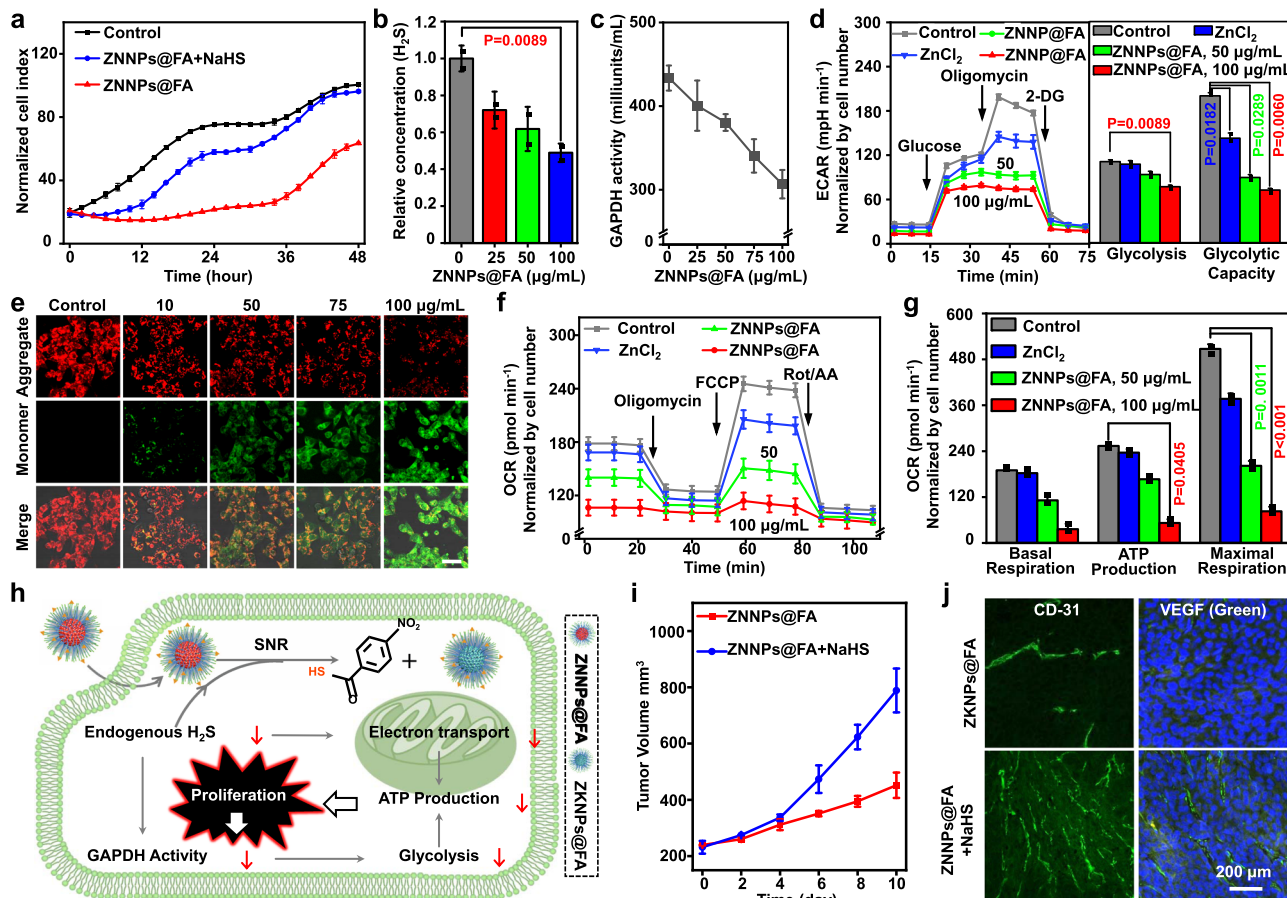 a
Normalized cell index
120
80
40
0
Control
ZNNPs@FA+NaHS
ZNNPs@FA
0 12 24 36 48
Time (hour)
b
Relative concentration (H2S)
1.2
1.0
0.8
0.6
0.4
0.2
0
P=0.0089
0 25 50 100
ZNNPs@FA (μg/mL)
c
GAPDH activity (milliunits/mL)
500
400
300
0
0 25 50 75 100
ZNNPs@FA (μg/mL)
d
ECAR (mpH min⁻¹)
Normalized by cell number
240
180
120
60
0
Control
ZNNP@FA
ZnCl2
ZNNP@FA
Oligomycin
2-DG
Glucose
50
100 μg/mL
0 15 30 45 60 75
Time (min)
Control
ZnCl2
ZNNPs@FA, 50 μg/mL
ZNNPs@FA, 100 μg/mL
P=0.0089
P=0.0182
P=0.0289
P=0.0060
Glycolysis
Glycolytic
Capacity
e
Control 10 50 75 100 μg/mL
Aggregate
Monomer
Merge
f
OCR (pmol min⁻¹)
Normalized by cell number
300
240
180
120
0
Control
ZNNPs@FA
ZnCl2
ZNNPs@FA
Rot/AA
FCCP
Oligomycin
50
100 μg/mL
0 20 40 60 80 100
Time (min)
g
OCR (pmol min⁻¹)
Normalized by cell number
600
480
360
240
120
0
Control
ZnCl2
ZNNPs@FA, 50 μg/mL
ZNNPs@FA, 100 μg/mL
P=0.0405
P= 0.0011
P<0.001
Basal
Respiration
ATP
Production
Maximal
Respiration
h
SNR
NO2
HS
O
+
Endogenous H2S
Electron transport
Proliferation
ATP Production
GAPDH Activity
Glycolysis
ZNNPs@FA
ZKNPs@FA
i
Tumor Volume mm³
1000
800
600
400
200
ZNNPs@FA
ZNNPs@FA+NaHS
0 2 4 6 8 10
Time (day)
j
CD-31
VEGF (Green)
ZKNPs@FA
ZNNPs@FA
+NaHS
200 μm